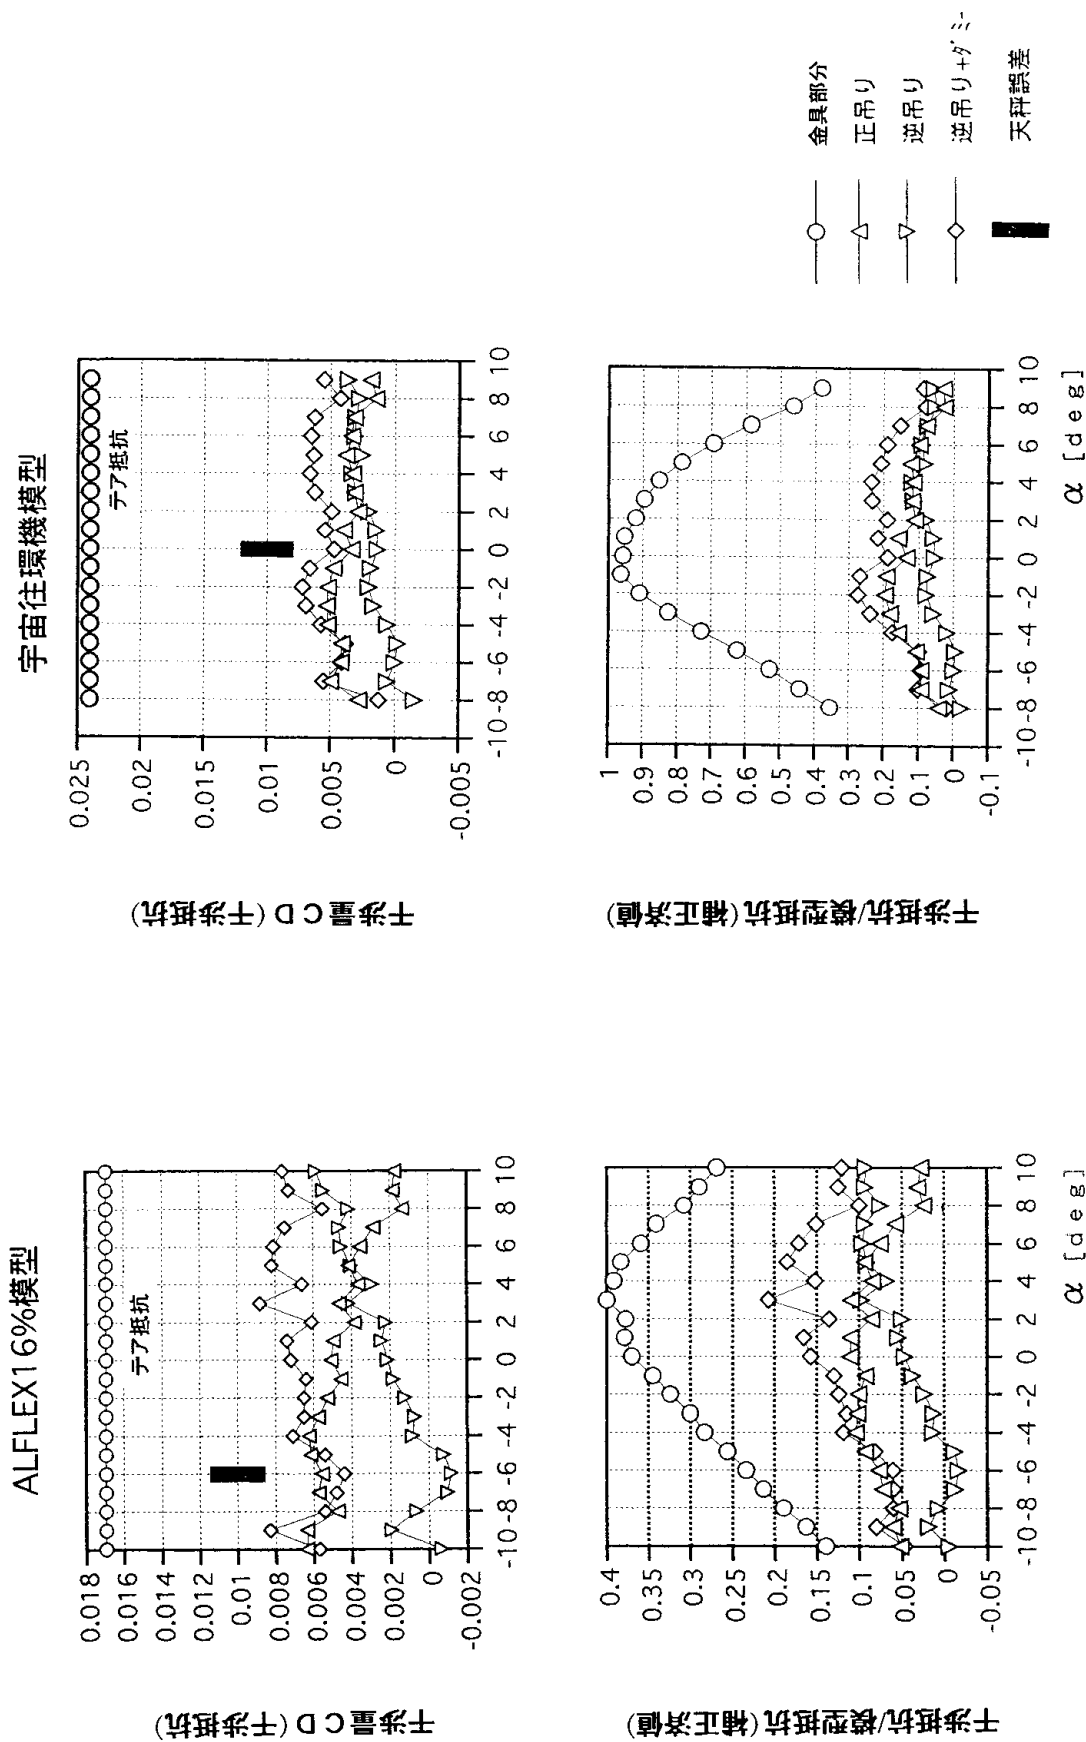 ALFLEX16%模型
干渉量CD(干渉抵抗)
0.018
0.016
0.014
0.012
0.01
0.008
0.006
0.004
0.002
0
-0.002
テア抵抗
-10 -8 -6 -4 -2 0 2 4 6 8 10
干渉抵抗/模型抵抗(補正済値)
0.4
0.35
0.3
0.25
0.2
0.15
0.1
0.05
0
-0.05
-10 -8 -6 -4 -2 0 2 4 6 8 10
α [deg]
宇宙往環機模型
干渉量CD(干渉抵抗)
0.025
0.02
0.015
0.01
0.005
0
-0.005
テア抵抗
-10 -8 -6 -4 -2 0 2 4 6 8 10
干渉抵抗/模型抵抗(補正済値)
1
0.9
0.8
0.7
0.6
0.5
0.4
0.3
0.2
0.1
0
-0.1
-10 -8 -6 -4 -2 0 2 4 6 8 10
α [deg]
金具部分
正吊り
逆吊り
逆吊り+ダミー
天秤誤差